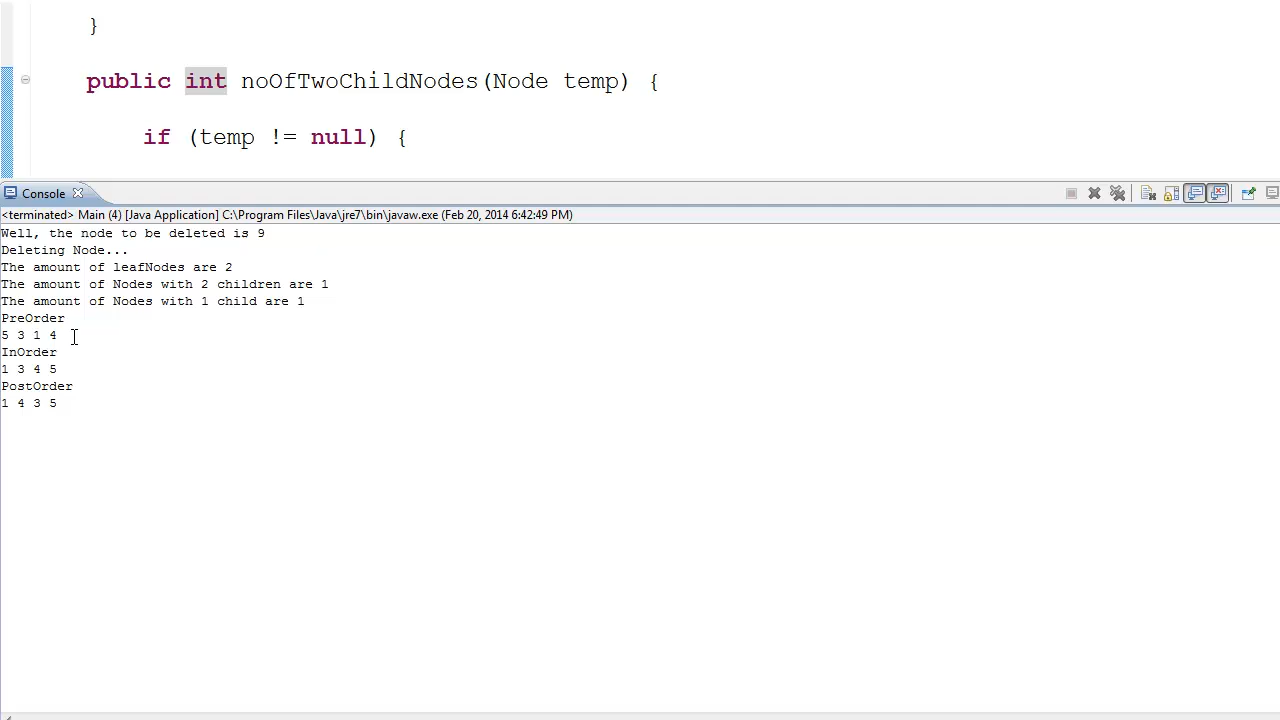 }
public int noOfTwoChildNodes(Node temp) {
if (temp != null) {
Console
<terminated> Main (4) [Java Application] C:\Program Files\Java\jre7\bin\javaw.exe (Feb 20, 2014 6:42:49 PM)
Well, the node to be deleted is 9
Deleting Node...
The amount of leafNodes are 2
The amount of Nodes with 2 children are 1
The amount of Nodes with 1 child are 1
PreOrder
5 3 1 4
InOrder
1 3 4 5
PostOrder
1 4 3 5